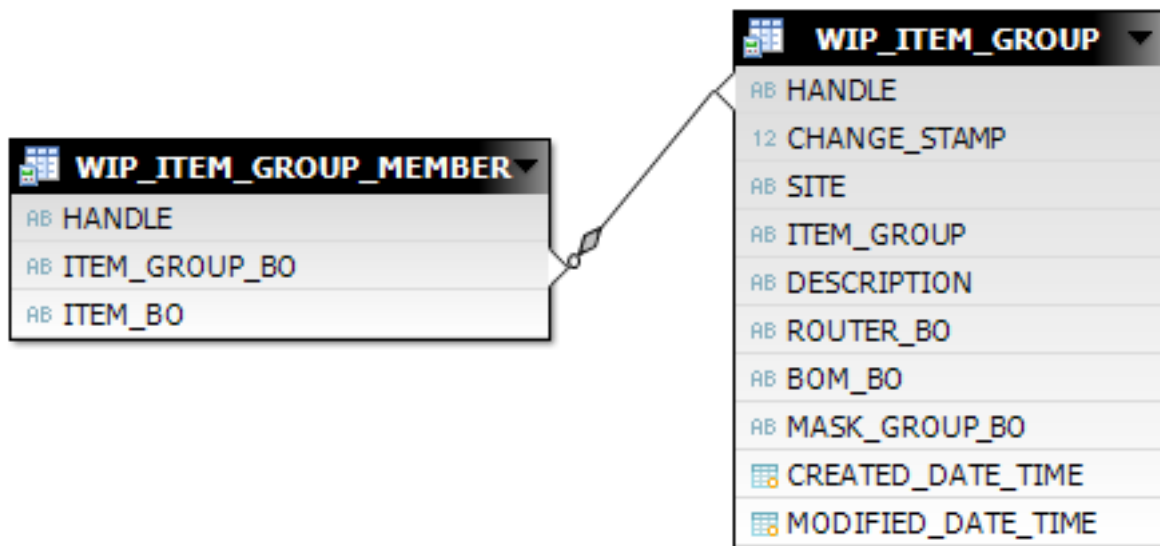 WIP_ITEM_GROUP_MEMBER
AB HANDLE
AB ITEM_GROUP_BO
AB ITEM_BO
WIP_ITEM_GROUP
AB HANDLE
12 CHANGE_STAMP
AB SITE
AB ITEM_GROUP
AB DESCRIPTION
AB ROUTER_BO
AB BOM_BO
AB MASK_GROUP_BO
CREATED_DATE_TIME
MODIFIED_DATE_TIME